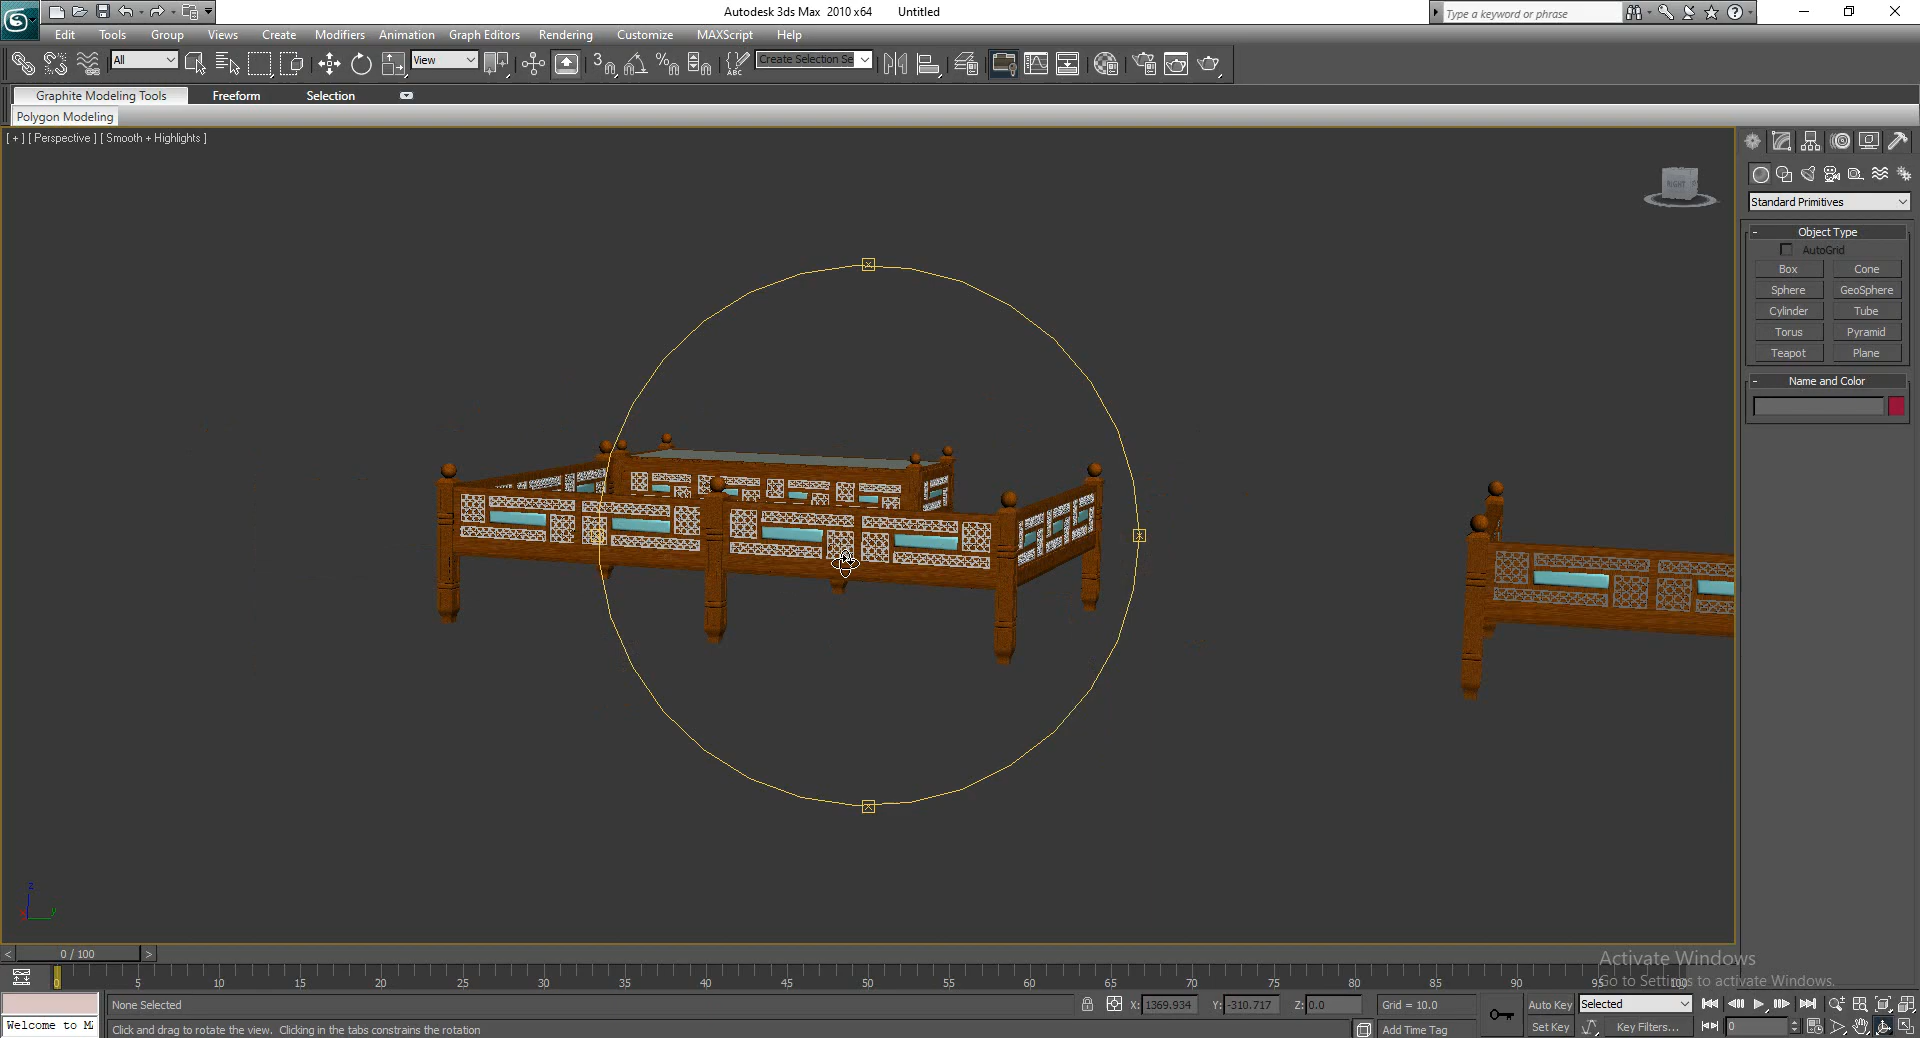 Autodesk 3ds Max 2010 x64 Untitled
Type a keyword or phrase
Edit Tools Group Views Create Modifiers Animation Graph Editors Rendering Customize MAXScript Help
All View 3 ABC Create Selection Se
Graphite Modeling Tools Freeform Selection
Polygon Modeling
[ + ] [ Perspective ] [ Smooth + Highlights ]
RIGHT
Standard Primitives
- Object Type
AutoGrid
Box Cone
Sphere GeoSphere
Cylinder Tube
Torus Pyramid
Teapot Plane
- Name and Color
z
x y
< 0 / 100 >
Activate Windows
Go to Settings to activate Windows.
0 5 10 15 20 25 30 35 40 45 50 55 60 65 70 75 80 85 90 95 100
None Selected X: 1369.934 Y: -310.717 Z: 0.0 Grid = 10.0 Auto Key Selected
Welcome to M Click and drag to rotate the view. Clicking in the tabs constrains the rotation Add Time Tag Set Key Key Filters... 0